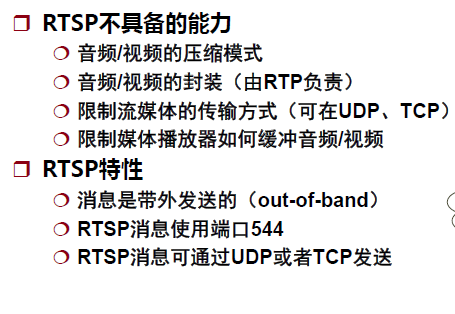 RTSP不具备的能力
音频/视频的压缩模式
音频/视频的封装（由RTP负责）
限制流媒体的传输方式（可在UDP、TCP）
限制媒体播放器如何缓冲音频/视频
RTSP特性
消息是带外发送的（out-of-band）
RTSP消息使用端口544
RTSP消息可通过UDP或者TCP发送